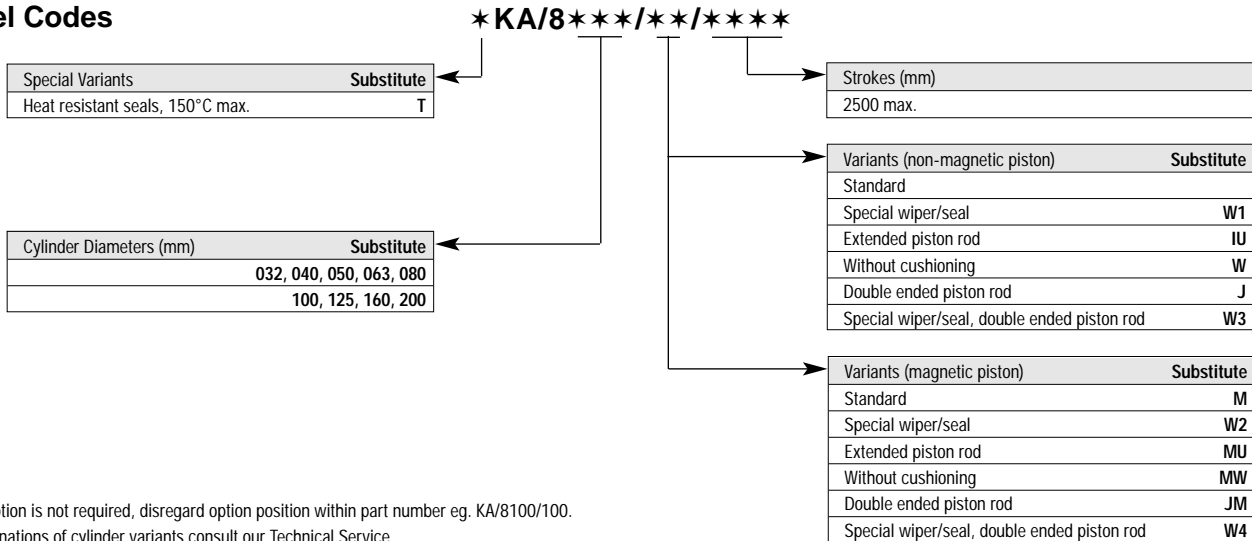 el Codes
✶KA/8✶✶✶/✶✶/✶✶✶✶
Special Variants Substitute
Heat resistant seals, 150°C max. T
Cylinder Diameters (mm) Substitute
032, 040, 050, 063, 080
100, 125, 160, 200
Strokes (mm)
2500 max.
Variants (non-magnetic piston) Substitute
Standard
Special wiper/seal W1
Extended piston rod IU
Without cushioning W
Double ended piston rod J
Special wiper/seal, double ended piston rod W3
Variants (magnetic piston) Substitute
Standard M
Special wiper/seal W2
Extended piston rod MU
Without cushioning MW
Double ended piston rod JM
Special wiper/seal, double ended piston rod W4
tion is not required, disregard option position within part number eg. KA/8100/100.
nations of cylinder variants consult our Technical Service